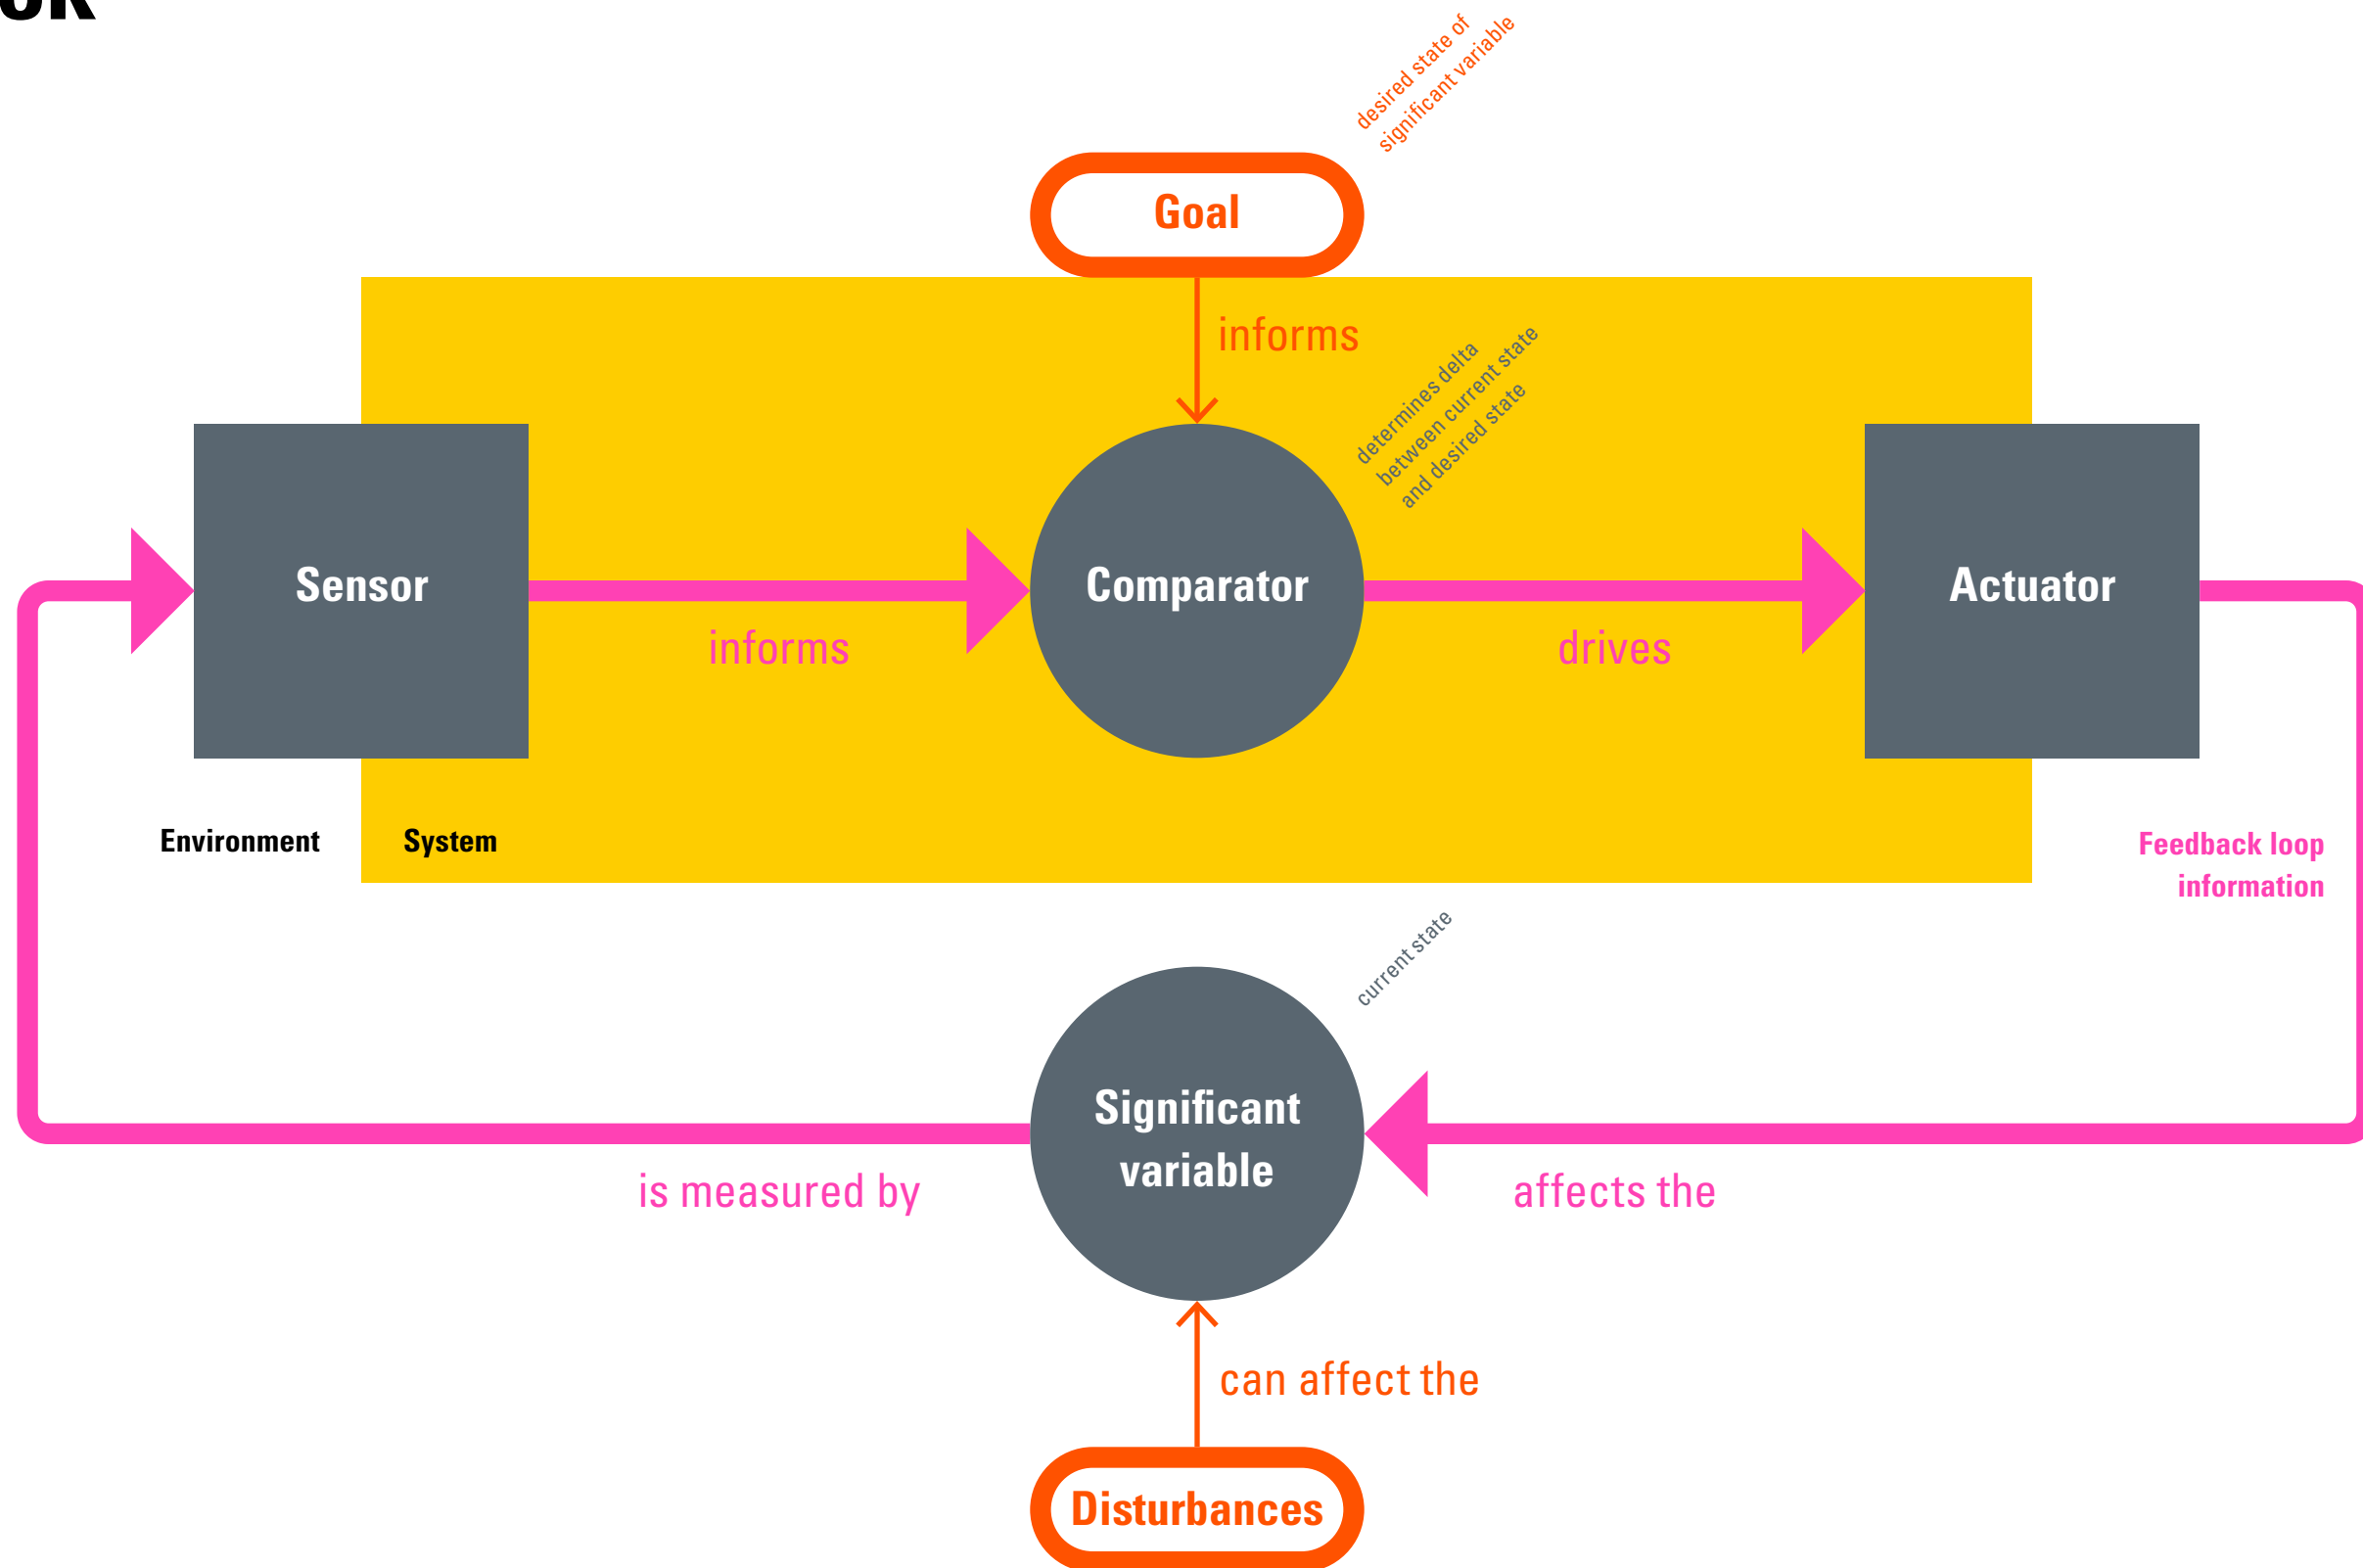 desired state of
significant variable
Goal
informs
determines delta
between current state
and desired state
Sensor
informs
Comparator
drives
Actuator
Environment
System
Feedback loop
information
current state
Significant
variable
is measured by
affects the
can affect the
Disturbances